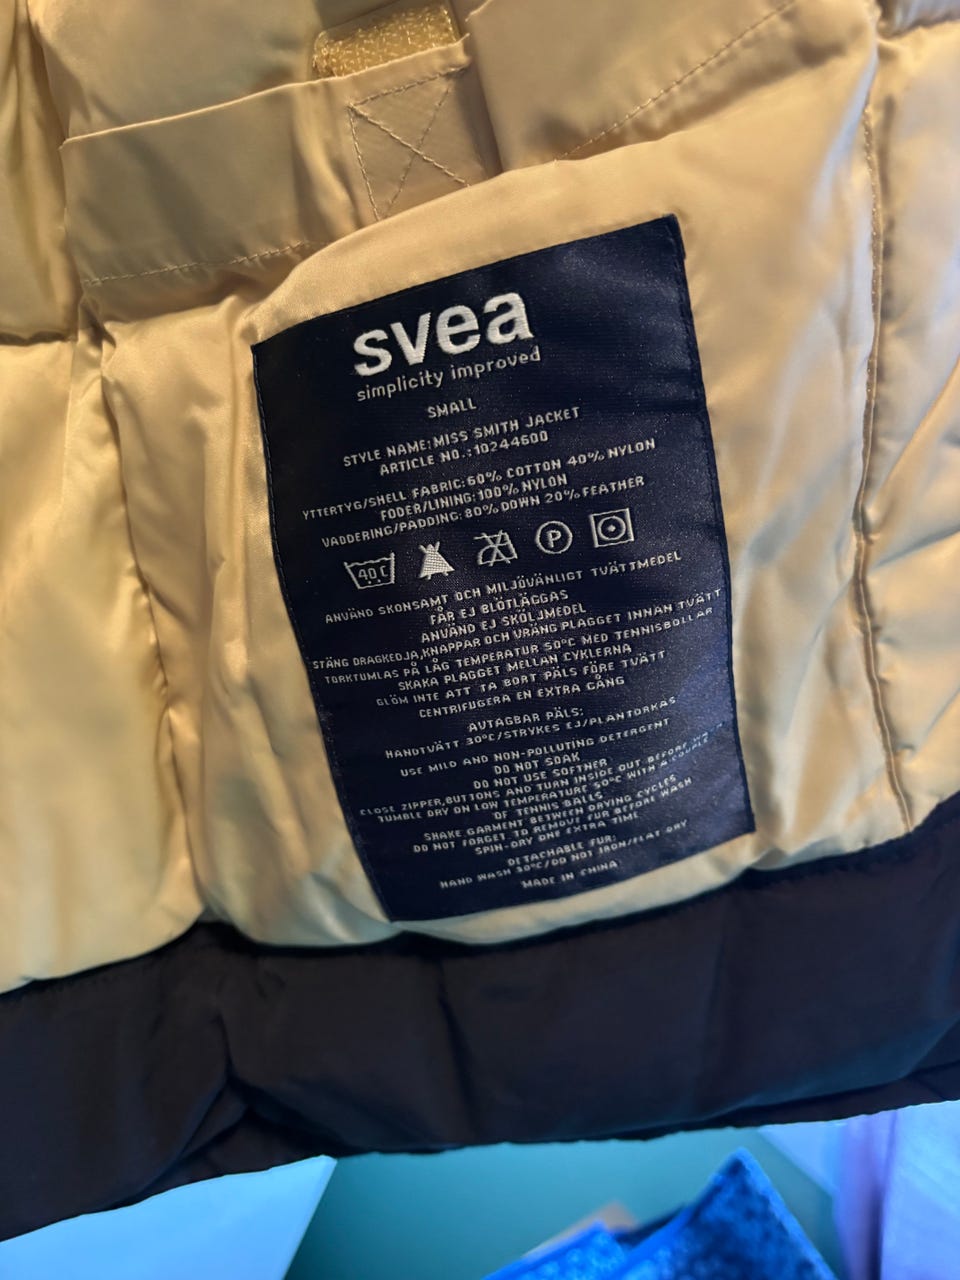 svea
simplicity improved
SMALL
STYLE NAME:MISS SMITH JACKET
ARTICLE NO.:10244600
YTTERTYG/SHELL FABRIC:60% COTTON 40% NYLON
FODER/LINING:100% NYLON
VADDERING/PADDING:80% DOWN 20% FEATHER
40C P
ANVÄND SKONSAMT OCH MILJÖVÄNLIGT TVÄTTMEDEL
FÅR EJ BLÖTLÄGGAS
ANVÄND EJ SKÖLJMEDEL
STÄNG DRAGKEDJA,KNAPPAR OCH VRÄNG PLAGGET INNAN TVÄTT
TORKTUMLAS PÅ LÅG TEMPERATUR 50°C MED TENNISBOLLAR
SKAKA PLAGGET MELLAN CYKLERNA
GLÖM INTE ATT TA BORT PÄLS FÖRE TVÄTT
CENTRIFUGERA EN EXTRA GÅNG
AVTAGBAR PÄLS:
HANDTVÄTT 30°C/STRYKES EJ/PLANTORKAS
USE MILD AND NON-POLLUTING DETERGENT
DO NOT SOAK
DO NOT USE SOFTNER
CLOSE ZIPPER,BUTTONS AND TURN INSIDE OUT BEFORE
TUMBLE DRY ON LOW TEMPERATURE 50°C WITH A COUPLE
OF TENNIS BALLS
SHAKE GARMENT BETWEEN DRYING CYCLES
DO NOT FORGET TO REMOVE FUR BEFORE WASH
SPIN-DRY ONE EXTRA TIME
DETACHABLE FUR:
HAND WASH 30°C/DO NOT IRON/FLAT DRY
MADE IN CHINA